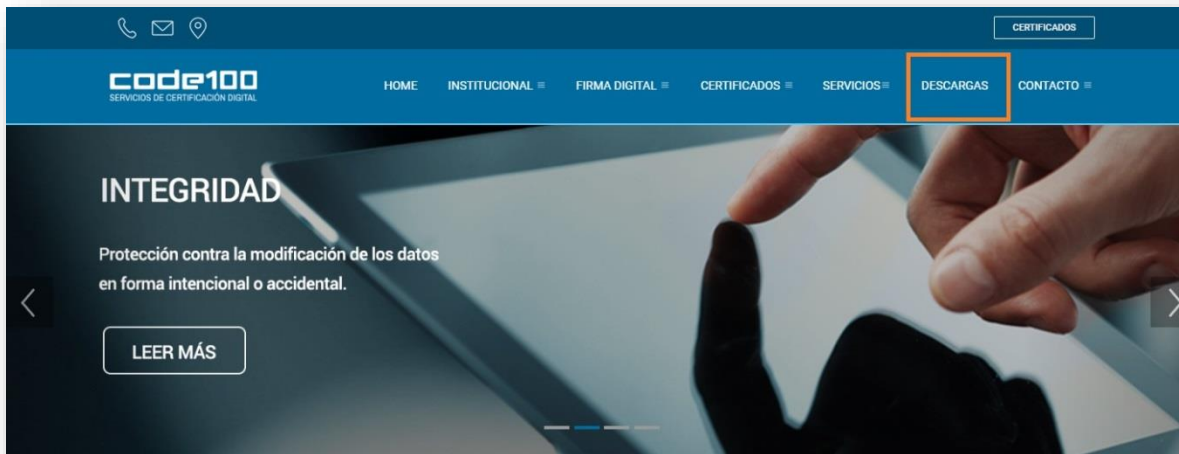 CERTIFICADOS
code100
SERVICIOS DE CERTIFICACIÓN DIGITAL
HOME INSTITUCIONAL FIRMA DIGITAL CERTIFICADOS SERVICIOS DESCARGAS CONTACTO
INTEGRIDAD
Protección contra la modificación de los datos
en forma intencional o accidental.
LEER MÁS